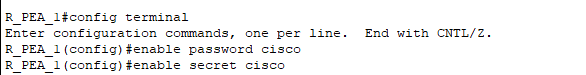 R_PEA_1#config terminal
Enter configuration commands, one per line.  End with CNTL/Z.
R_PEA_1(config)#enable password cisco
R_PEA_1(config)#enable secret cisco